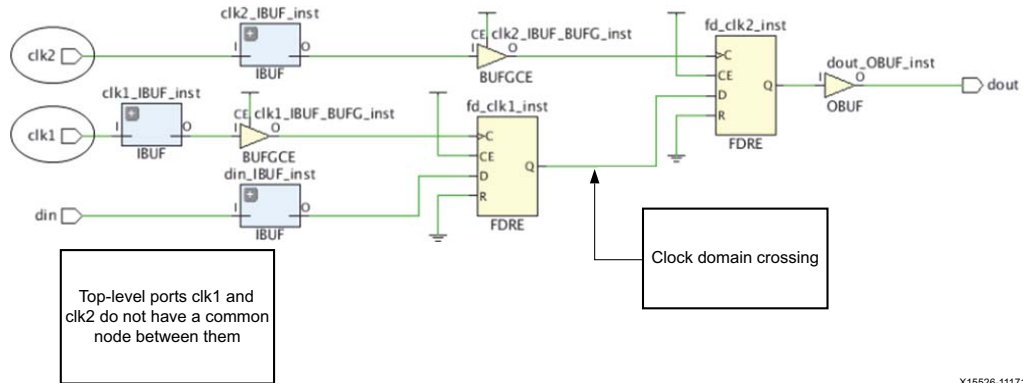 clk2_IBUF_inst
clk2
I
O
IBUF
CE
clk2_IBUF_BUFG_inst
I
O
BUFGCE
fd_clk2_inst
C
CE
D
R
Q
FDRE
dout_OBUF_inst
I
O
OBUF
dout
clk1_IBUF_inst
clk1
I
O
IBUF
CE
clk1_IBUF_BUFG_inst
I
O
BUFGCE
fd_clk1_inst
C
CE
D
R
Q
FDRE
din_IBUF_inst
din
I
O
IBUF
Clock domain crossing
Top-level ports clk1 and
clk2 do not have a common
node between them